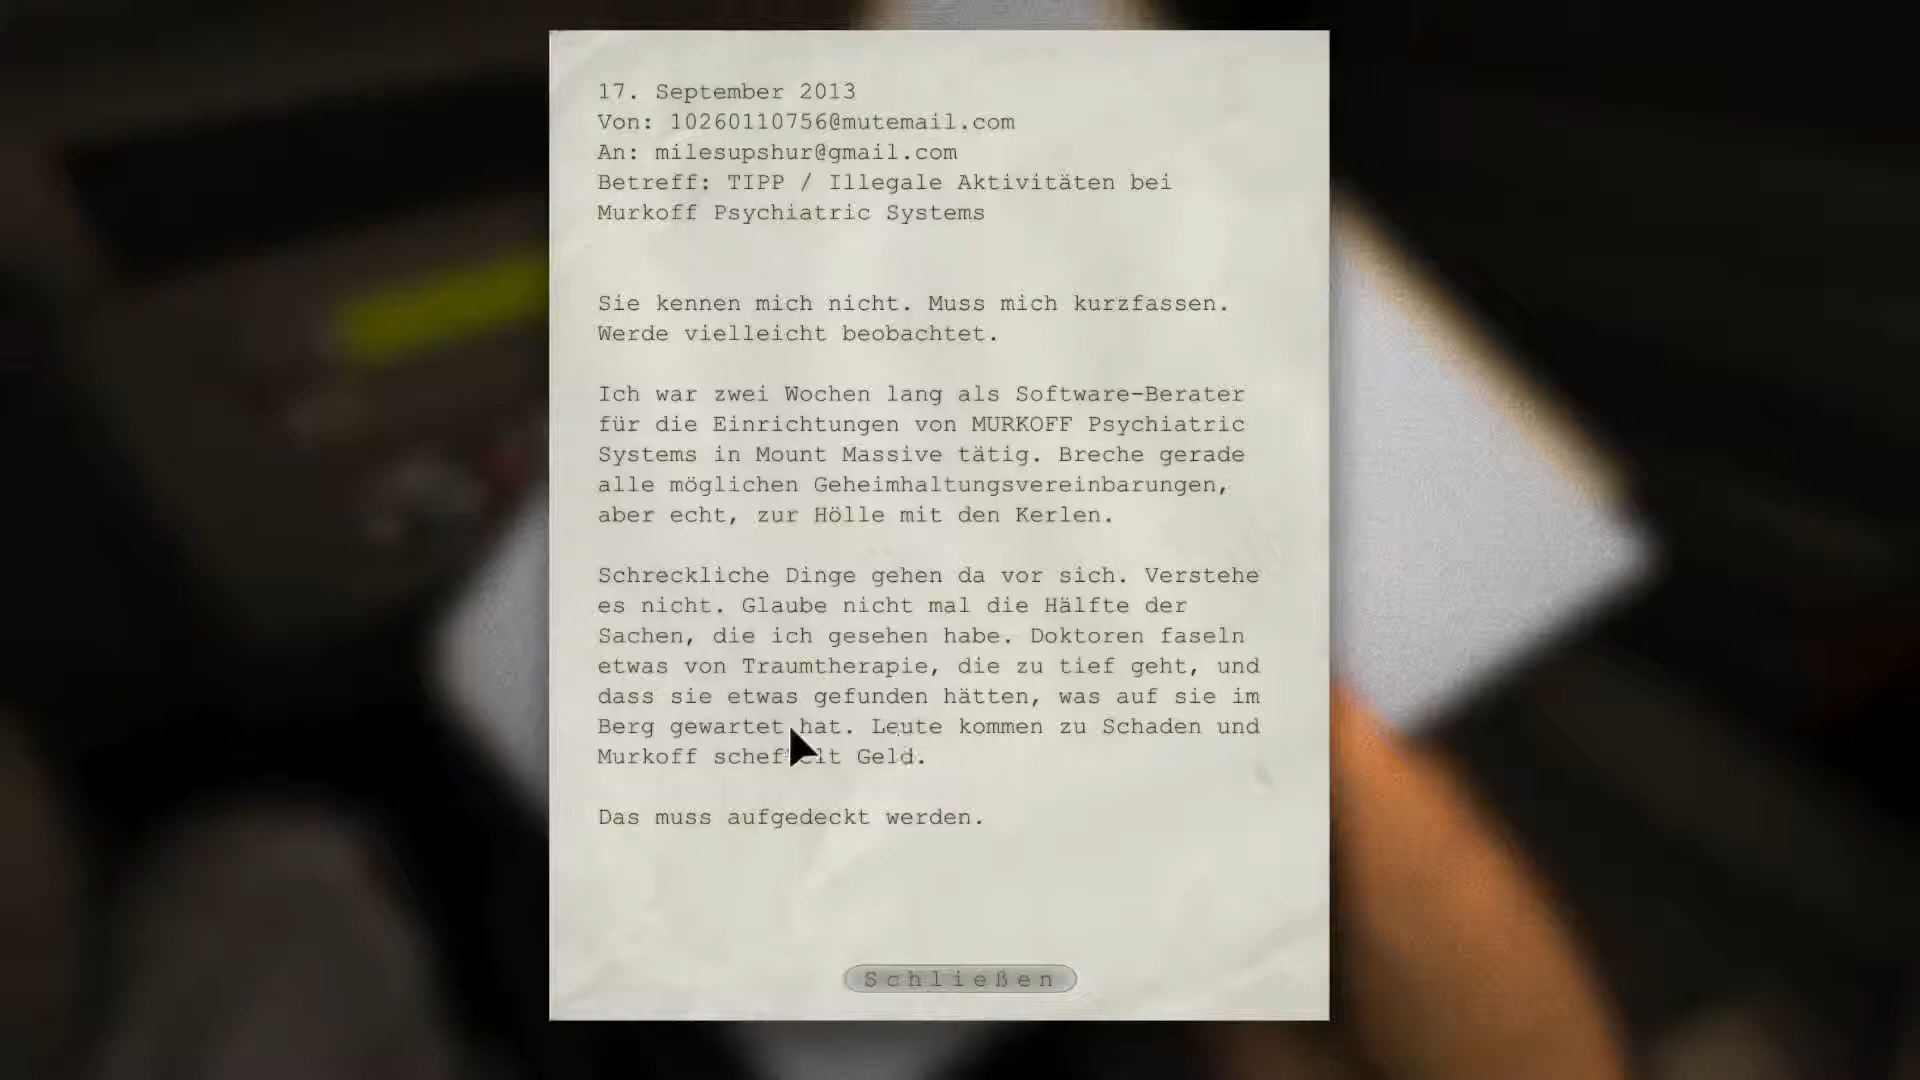 17. September 2013
Von: 10260110756@mutemail.com
An: milesupshur@gmail.com
Betreff: TIPP / Illegale Aktivitäten bei
Murkoff Psychiatric Systems
Sie kennen mich nicht. Muss mich kurzfassen.
Werde vielleicht beobachtet.
Ich war zwei Wochen lang als Software-Berater
für die Einrichtungen von MURKOFF Psychiatric
Systems in Mount Massive tätig. Breche gerade
alle möglichen Geheimhaltungsvereinbarungen,
aber echt, zur Hölle mit den Kerlen.
Schreckliche Dinge gehen da vor sich. Verstehe
es nicht. Glaube nicht mal die Hälfte der
Sachen, die ich gesehen habe. Doktoren faseln
etwas von Traumtherapie, die zu tief geht, und
dass sie etwas gefunden hätten, was auf sie im
Berg gewartet hat. Leute kommen zu Schaden und
Murkoff scheffelt Geld.
Das muss aufgedeckt werden.
Schließen